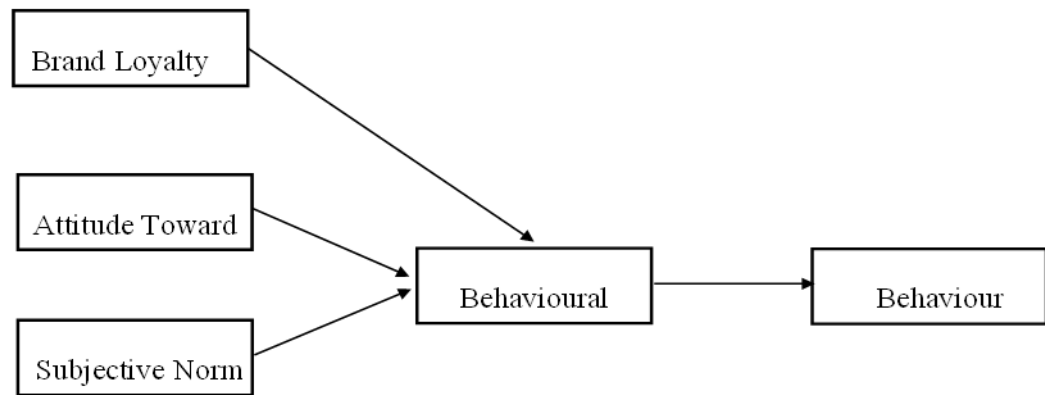 Brand Loyalty
Attitude Toward
Behavioural
Behaviour
Subjective Norm